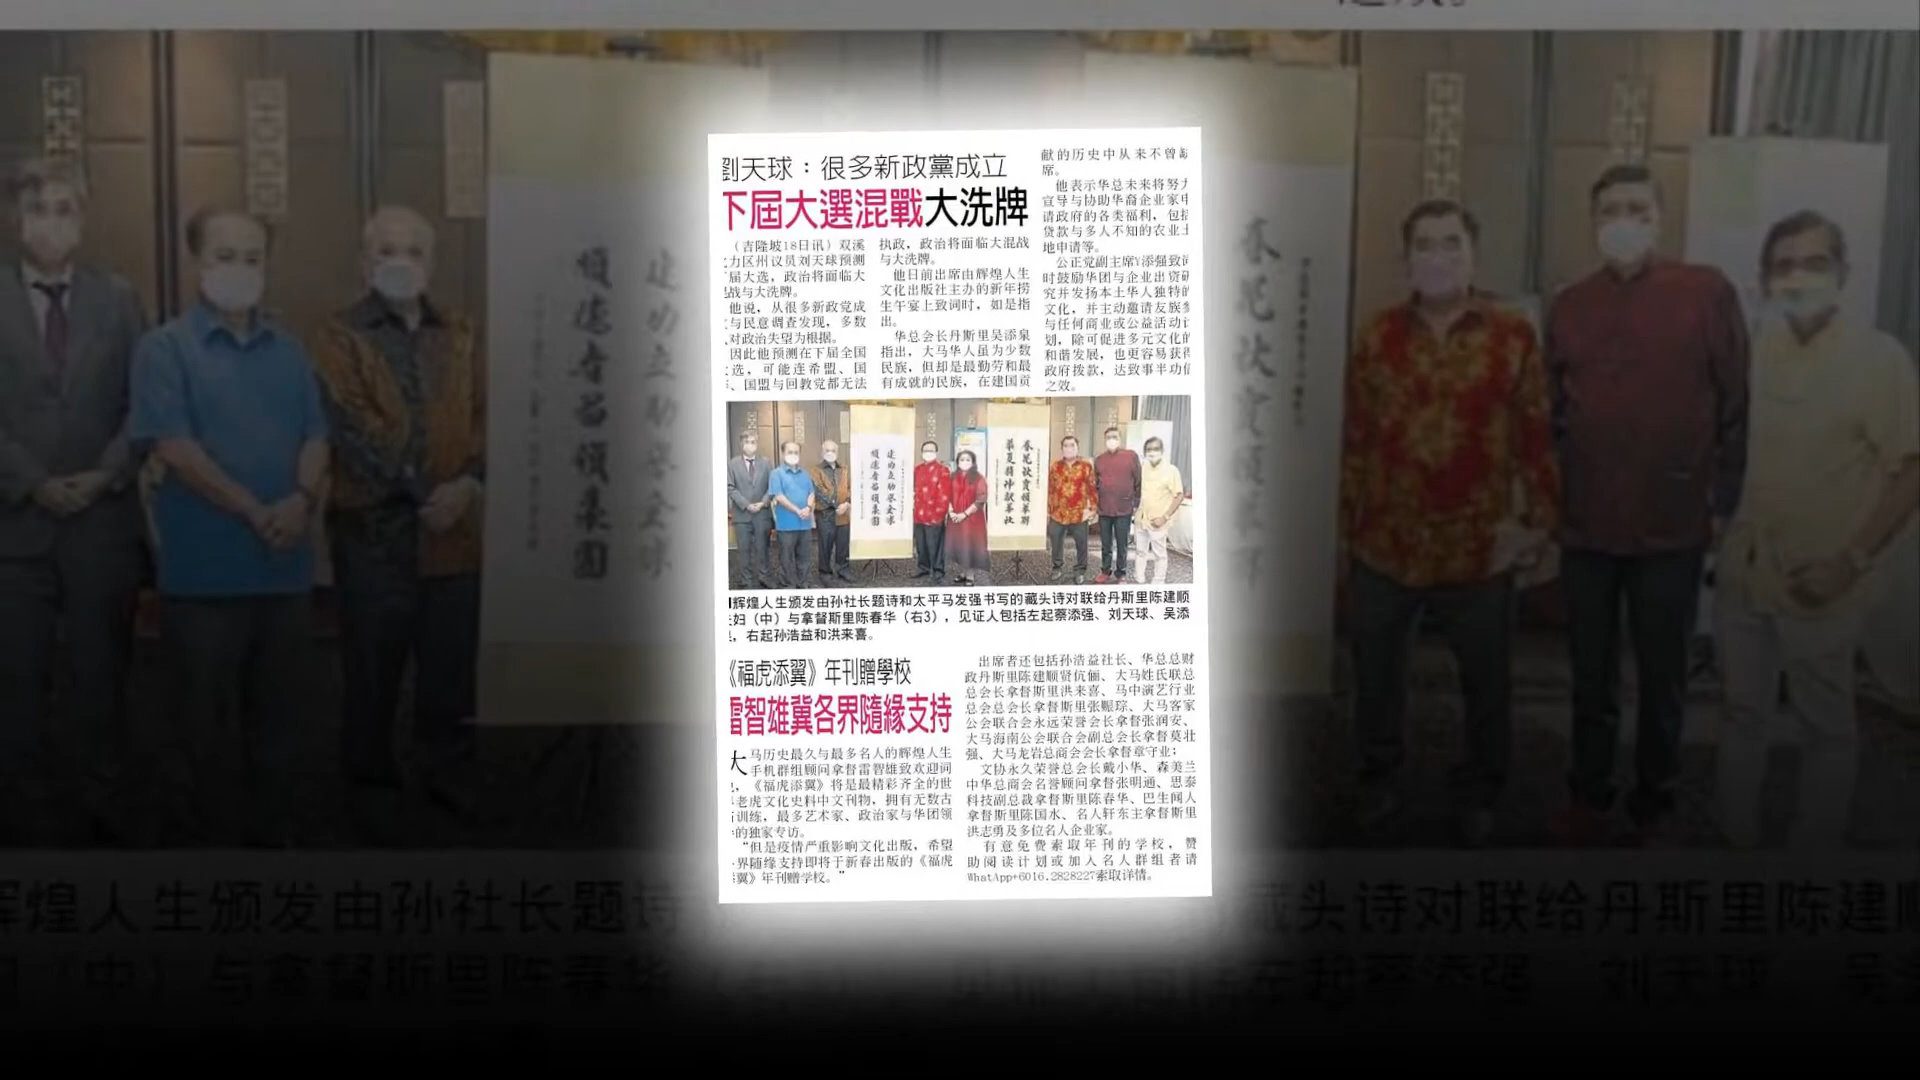 劉天球：很多新政黨成立
下屆大選混戰大洗牌
（吉隆坡18日讯）双溪
力区州议员刘天球预测
届大选，政治将面临大
战与大洗牌。
他说，从很多新政党成
与民意调查发现，多数
对政治失望为根据。
因此他预测在下届全国
选，可能连希盟、国
、国盟与回教党都无法
执政，政治将面临大混战
与大洗牌。
他日前出席由辉煌人生
文化出版社主办的新年捞
生午宴上致词时，如是指
出。
华总会长丹斯里吴添泉
指出，大马华人虽为少数
民族，但却是最勤劳和最
有成就的民族，在建国贡
献的历史中从来不曾缺
席。
他表示华总未来将努力
宣导与协助华裔企业家申
请政府的各类福利，包括
贷款与多人不知的农业土
地申请等。
公正党副主席添强致词
时鼓励华团与企业出资研
究并发扬本土华人独特的
文化，并主动邀请友族参
与任何商业或公益活动计
划，除可促进多元文化的
和谐发展，也更容易获得
政府拨款，达致事半功倍
之效。
建功立勋誉全球
顺德者昌领集团
春花欣赏领华社
辉煌人生颁发由孙社长题诗和太平马发强书写的藏头诗对联给丹斯里陈建顺
妇（中）与拿督斯里陈春华（右3），见证人包括左起蔡添强、刘天球、吴添
，右起孙浩益和洪来喜。
《福虎添翼》年刊贈學校
雷智雄冀各界隨緣支持
大马历史最久与最多名人的辉煌人生
手机群组顾问拿督雷智雄致欢迎词
，《福虎添翼》将是最精彩齐全的世
老虎文化史料中文刊物，拥有无数古
训练，最多艺术家、政治家与华团领
的独家专访。
“但是疫情严重影响文化出版，希望
界随缘支持即将于新春出版的《福虎
翼》年刊赠学校。”
出席者还包括孙浩益社长、华总总财
政丹斯里陈建顺贤伉俪、大马姓氏联总
总会长拿督斯里洪来喜、马中演艺行业
总会总会长拿督斯里张赈琮、大马客家
公会联合会永远荣誉会长拿督张润安、
大马海南公会联合会副总会长拿督莫壮
强、大马龙岩总商会会长拿督章守业；
文协永久荣誉总会长戴小华、森美兰
中华总商会名誉顾问拿督张明通、思泰
科技副总裁拿督斯里陈春华、巴生闻人
拿督斯里陈国水、名人轩东主拿督斯里
洪志勇及多位名人企业家。
有意免费索取年刊的学校，赞
助阅读计划或加入名人群组者请
WhatApp+6016.2828227索取详情。